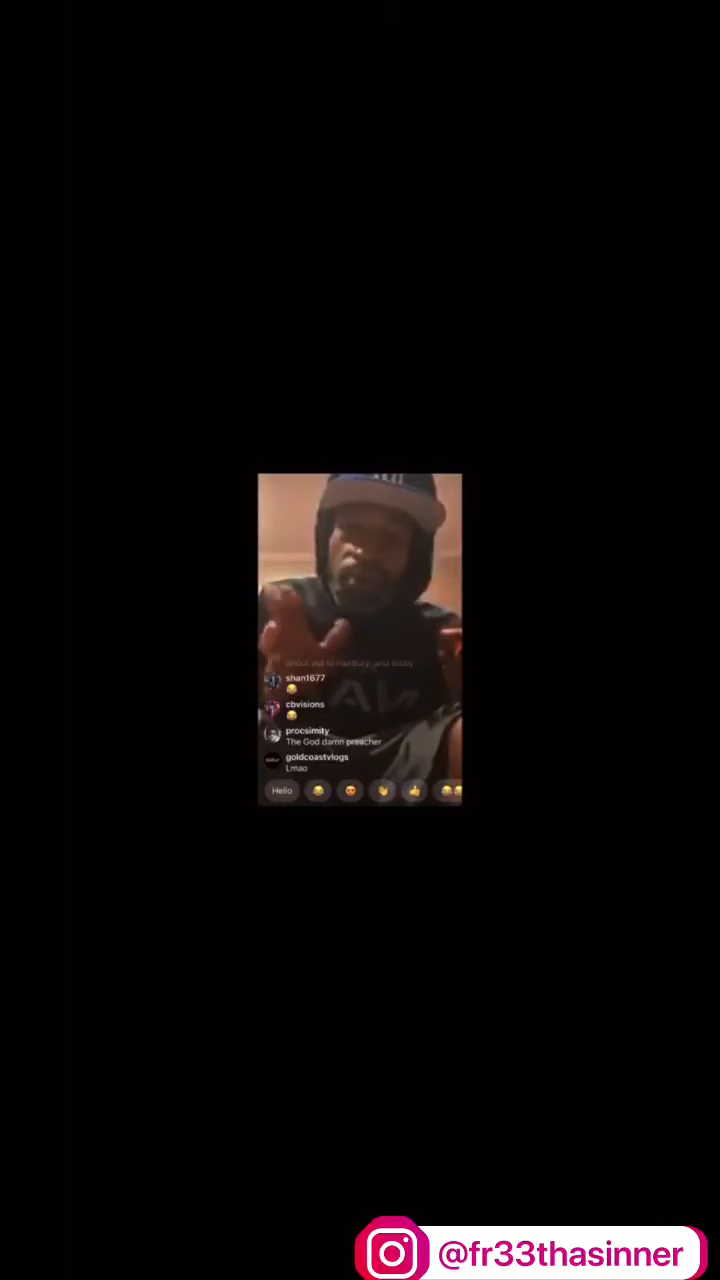 shan1677
😂
cbvisions
😂
procsimity
The God damn preacher
goldcoastvlogs
Lmao
Hello
@fr33thasinner